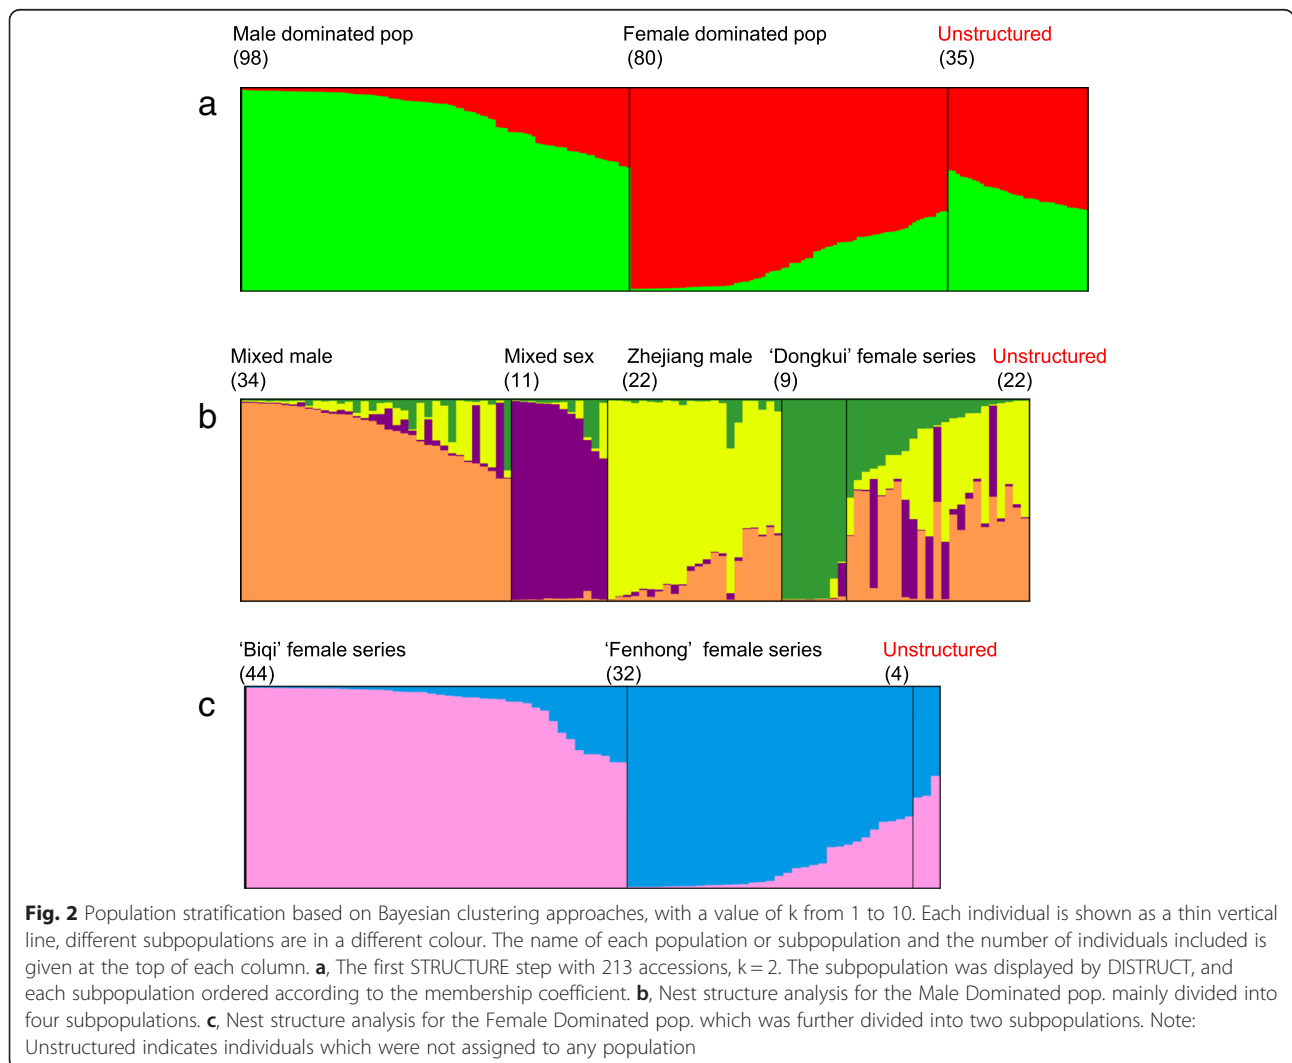 Male dominated pop Female dominated pop Unstructured
(98) (80) (35)
a
Mixed male Mixed sex Zhejiang male ‘Dongkui’ female series Unstructured
(34) (11) (22) (9) (22)
b
‘Biqi’ female series ‘Fenhong’ female series Unstructured
(44) (32) (4)
c
Fig. 2 Population stratification based on Bayesian clustering approaches, with a value of k from 1 to 10. Each individual is shown as a thin vertical
line, different subpopulations are in a different colour. The name of each population or subpopulation and the number of individuals included is
given at the top of each column. a, The first STRUCTURE step with 213 accessions, k = 2. The subpopulation was displayed by DISTRUCT, and
each subpopulation ordered according to the membership coefficient. b, Nest structure analysis for the Male Dominated pop. mainly divided into
four subpopulations. c, Nest structure analysis for the Female Dominated pop. which was further divided into two subpopulations. Note:
Unstructured indicates individuals which were not assigned to any population